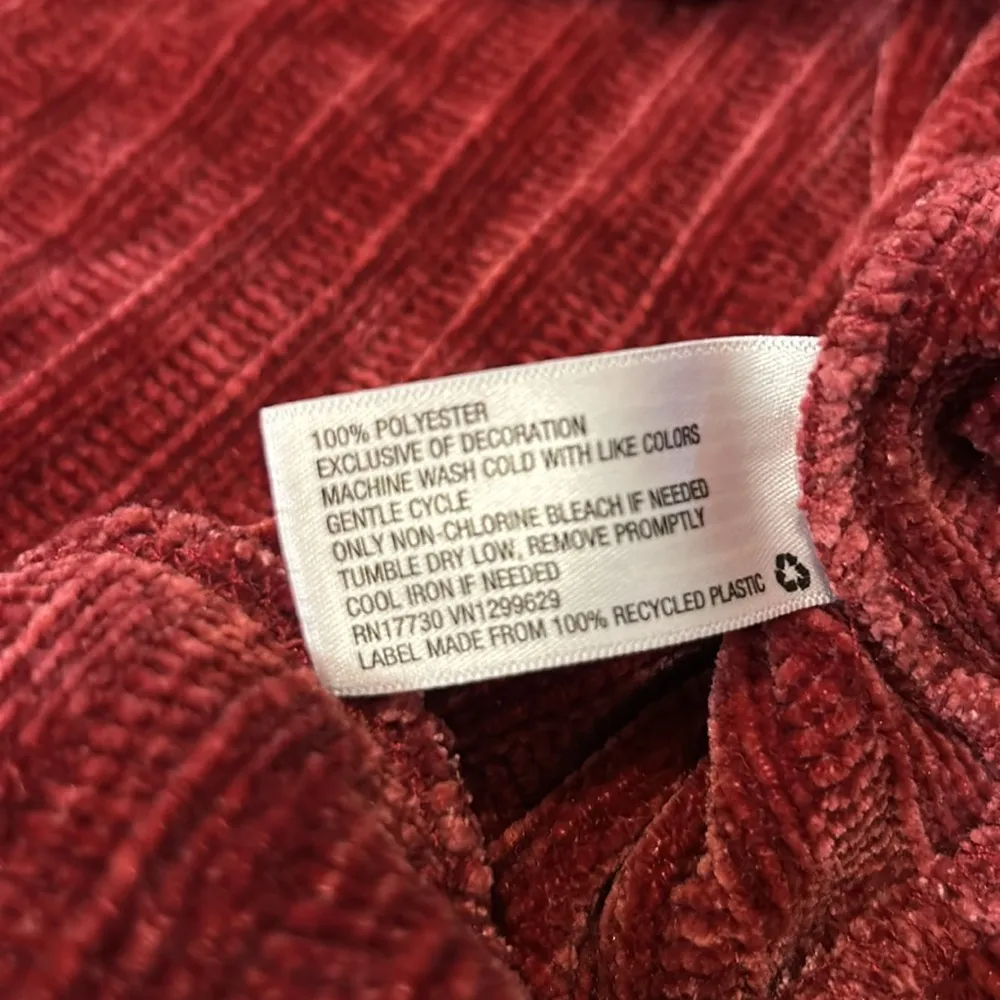 100% POLYESTER
EXCLUSIVE OF DECORATION
MACHINE WASH COLD WITH LIKE COLORS
GENTLE CYCLE
ONLY NON-CHLORINE BLEACH IF NEEDED
TUMBLE DRY LOW, REMOVE PROMPTLY
COOL IRON IF NEEDED
RN17730 VN1299629
LABEL MADE FROM 100% RECYCLED PLASTIC